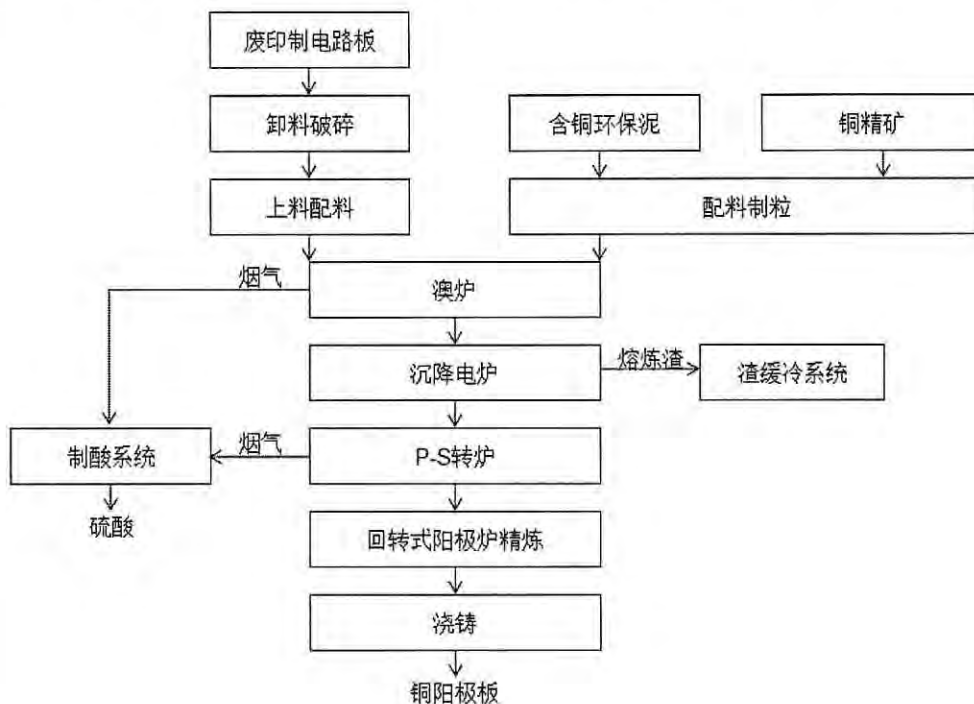 废印制电路板
卸料破碎
含铜环保泥
铜精矿
上料配料
配料制粒
烟气
澳炉
沉降电炉
熔炼渣
渣缓冷系统
制酸系统
烟气
P-S转炉
硫酸
回转式阳极炉精炼
浇铸
铜阳极板